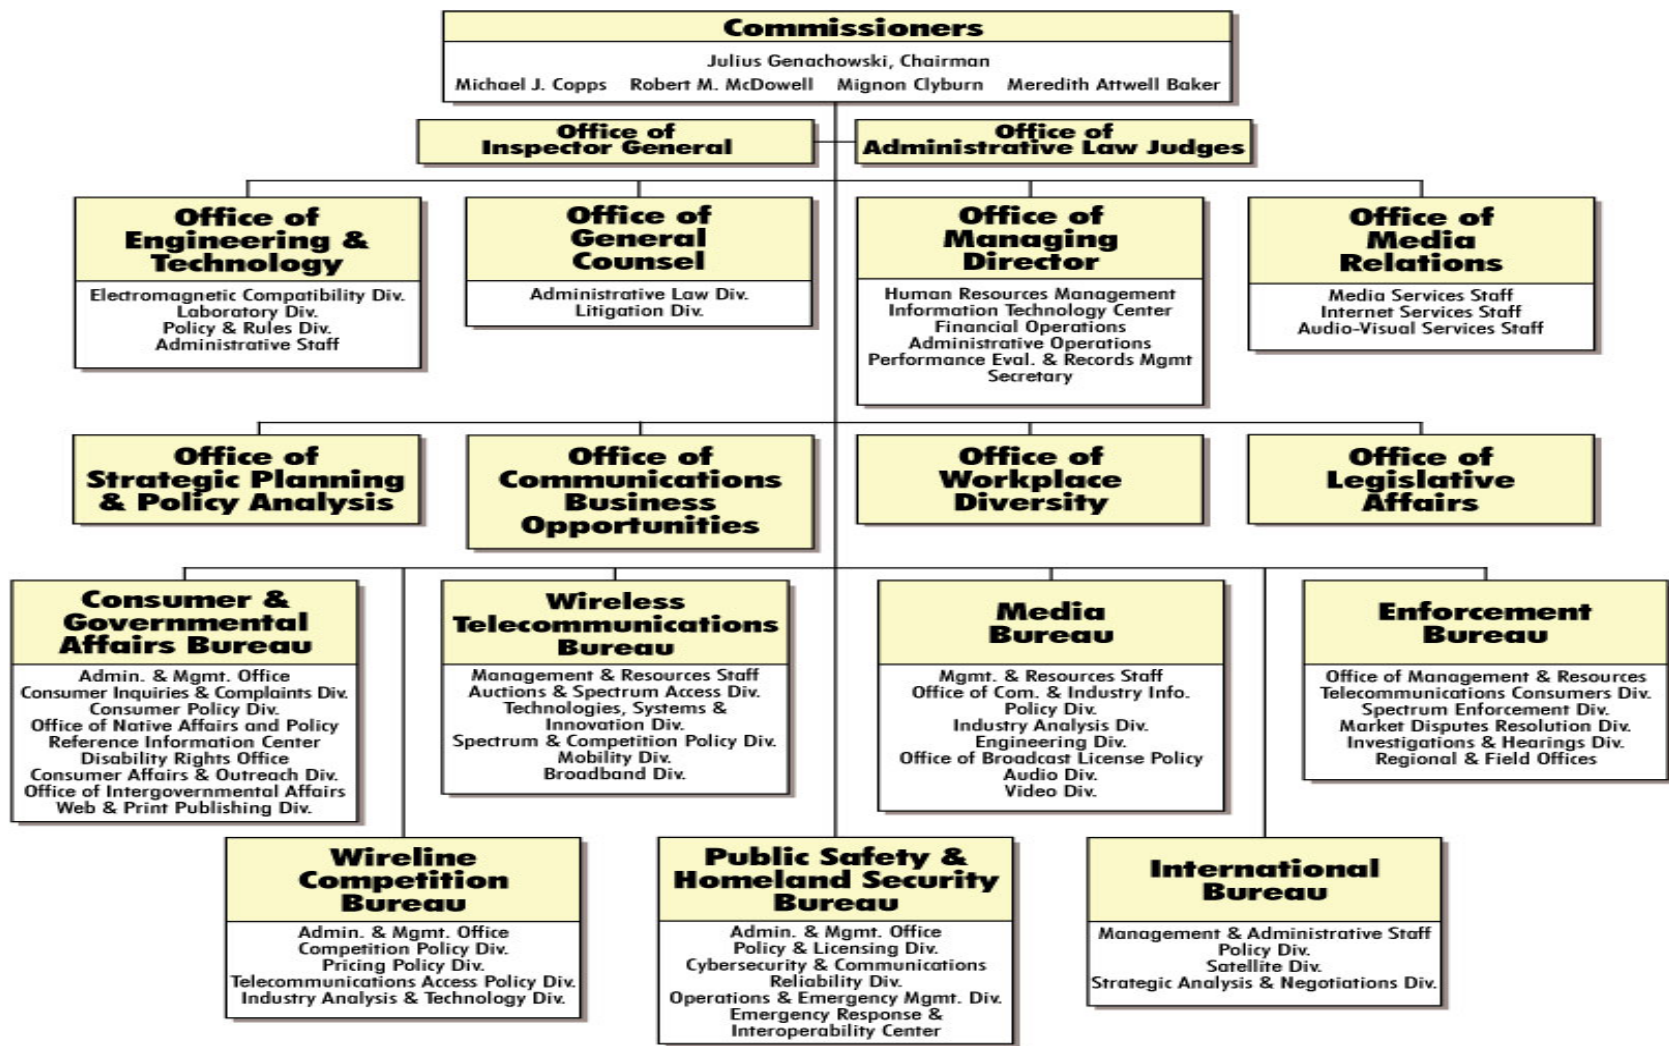 Commissioners
Julius Genachowski, Chairman
Michael J. Copps Robert M. McDowell Mignon Clyburn Meredith Attwell Baker
Office of
Inspector General
Office of
Administrative Law Judges
Office of
Engineering &
Technology
Electromagnetic Compatibility Div.
Laboratory Div.
Policy & Rules Div.
Administrative Staff
Office of
General
Counsel
Administrative Law Div.
Litigation Div.
Office of
Managing
Director
Human Resources Management
Information Technology Center
Financial Operations
Administrative Operations
Performance Eval. & Records Mgmt
Secretary
Office of
Media
Relations
Media Services Staff
Internet Services Staff
Audio-Visual Services Staff
Office of
Strategic Planning
& Policy Analysis
Office of
Communications
Business
Opportunities
Office of
Workplace
Diversity
Office of
Legislative
Affairs
Consumer &
Governmental
Affairs Bureau
Admin. & Mgmt. Office
Consumer Inquiries & Complaints Div.
Consumer Policy Div.
Office of Native Affairs and Policy
Reference Information Center
Disability Rights Office
Consumer Affairs & Outreach Div.
Office of Intergovernmental Affairs
Web & Print Publishing Div.
Wireless
Telecommunications
Bureau
Management & Resources Staff
Auctions & Spectrum Access Div.
Technologies, Systems &
Innovation Div.
Spectrum & Competition Policy Div.
Mobility Div.
Broadband Div.
Media
Bureau
Mgmt. & Resources Staff
Office of Com. & Industry Info.
Policy Div.
Industry Analysis Div.
Engineering Div.
Office of Broadcast License Policy
Audio Div.
Video Div.
Enforcement
Bureau
Office of Management & Resources
Telecommunications Consumers Div.
Spectrum Enforcement Div.
Market Disputes Resolution Div.
Investigations & Hearings Div.
Regional & Field Offices
Wireline
Competition
Bureau
Admin. & Mgmt. Office
Competition Policy Div.
Pricing Policy Div.
Telecommunications Access Policy Div.
Industry Analysis & Technology Div.
Public Safety &
Homeland Security
Bureau
Admin. & Mgmt. Office
Policy & Licensing Div.
Cybersecurity & Communications
Reliability Div.
Operations & Emergency Mgmt. Div.
Emergency Response &
Interoperability Center
International
Bureau
Management & Administrative Staff
Policy Div.
Satellite Div.
Strategic Analysis & Negotiations Div.